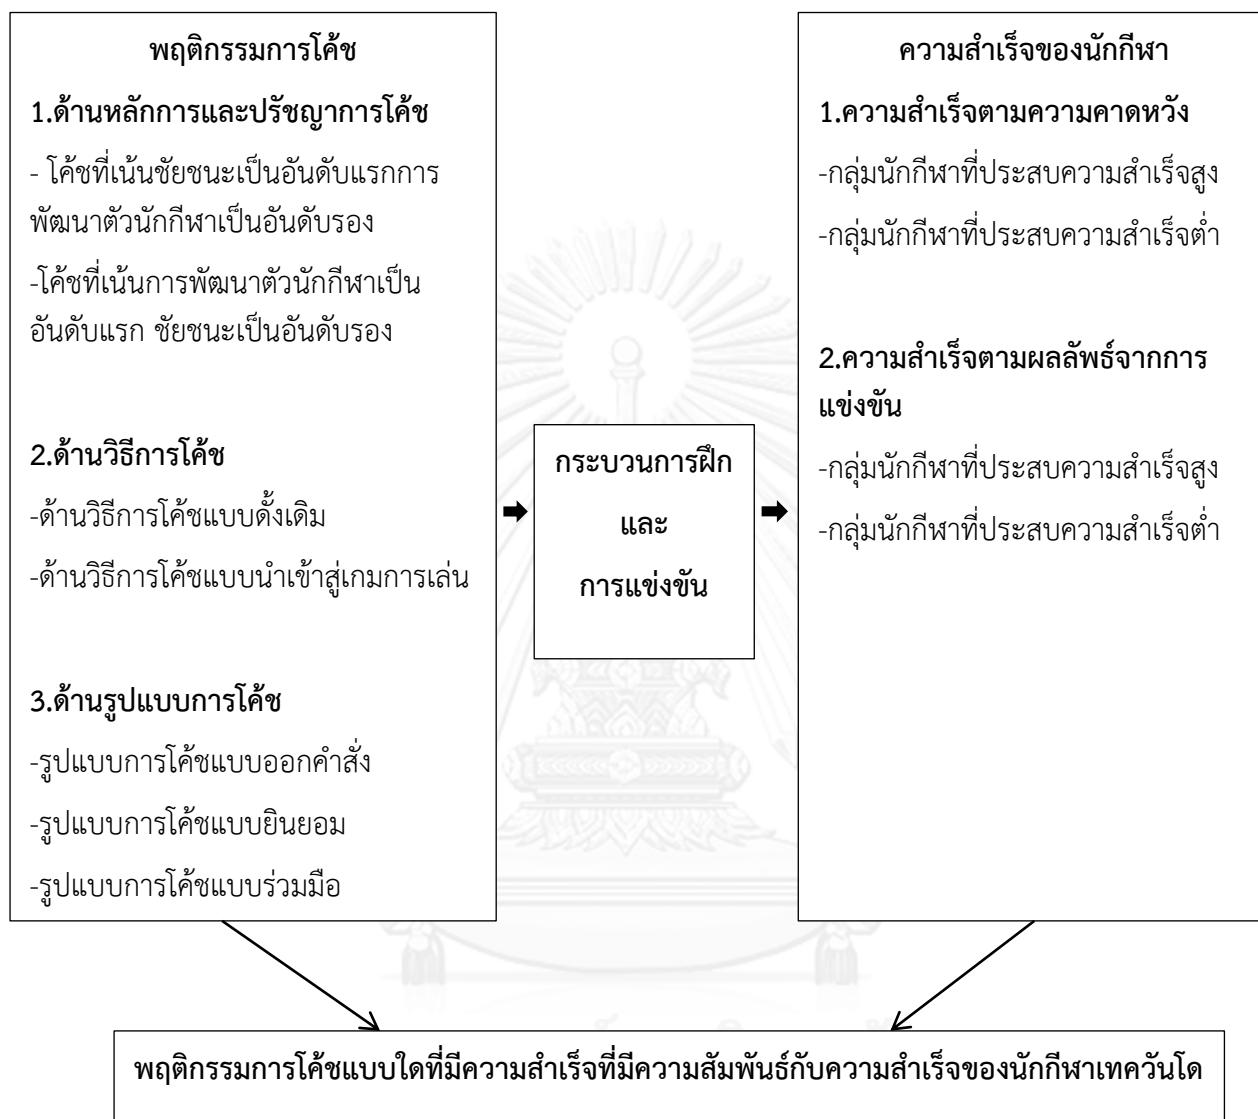 พฤติกรรมการโค้ช
1.ด้านหลักการและปรัชญาการโค้ช
- โค้ชที่เน้นชัยชนะเป็นอันดับแรกการ
พัฒนาตัวนักกีฬาเป็นอันดับรอง
-โค้ชที่เน้นการพัฒนาตัวนักกีฬาเป็น
อันดับแรก ชัยชนะเป็นอันดับรอง
2.ด้านวิธีการโค้ช
-ด้านวิธีการโค้ชแบบดั้งเดิม
-ด้านวิธีการโค้ชแบบนำเข้าสู่เกมการเล่น
3.ด้านรูปแบบการโค้ช
-รูปแบบการโค้ชแบบออกคำสั่ง
-รูปแบบการโค้ชแบบยินยอม
-รูปแบบการโค้ชแบบร่วมมือ
กระบวนการฝึก
และ
การแข่งขัน
ความสำเร็จของนักกีฬา
1.ความสำเร็จตามความคาดหวัง
-กลุ่มนักกีฬาที่ประสบความสำเร็จสูง
-กลุ่มนักกีฬาที่ประสบความสำเร็จต่ำ
2.ความสำเร็จตามผลลัพธ์จากการ
แข่งขัน
-กลุ่มนักกีฬาที่ประสบความสำเร็จสูง
-กลุ่มนักกีฬาที่ประสบความสำเร็จต่ำ
พฤติกรรมการโค้ชแบบใดที่มีความสำเร็จที่มีความสัมพันธ์กับความสำเร็จของนักกีฬาเทควันโด